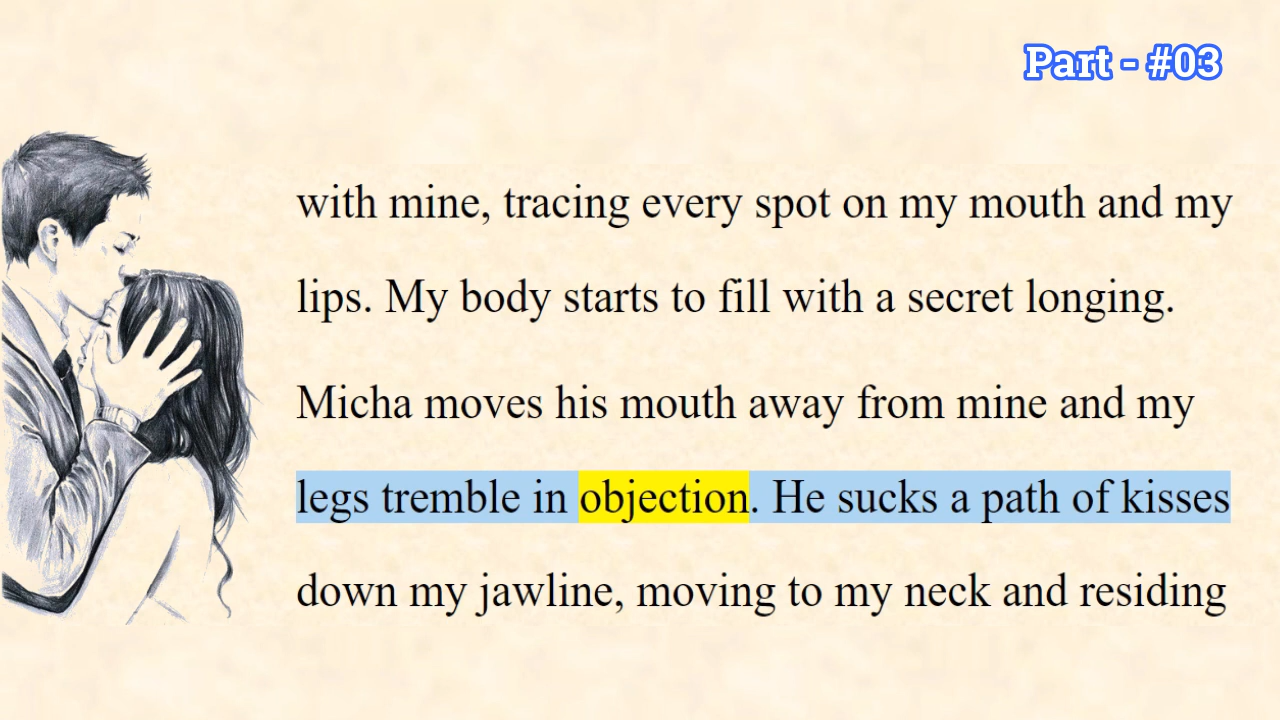 Part - #03
with mine, tracing every spot on my mouth and my
lips. My body starts to fill with a secret longing.
Micha moves his mouth away from mine and my
legs tremble in objection. He sucks a path of kisses
down my jawline, moving to my neck and residing